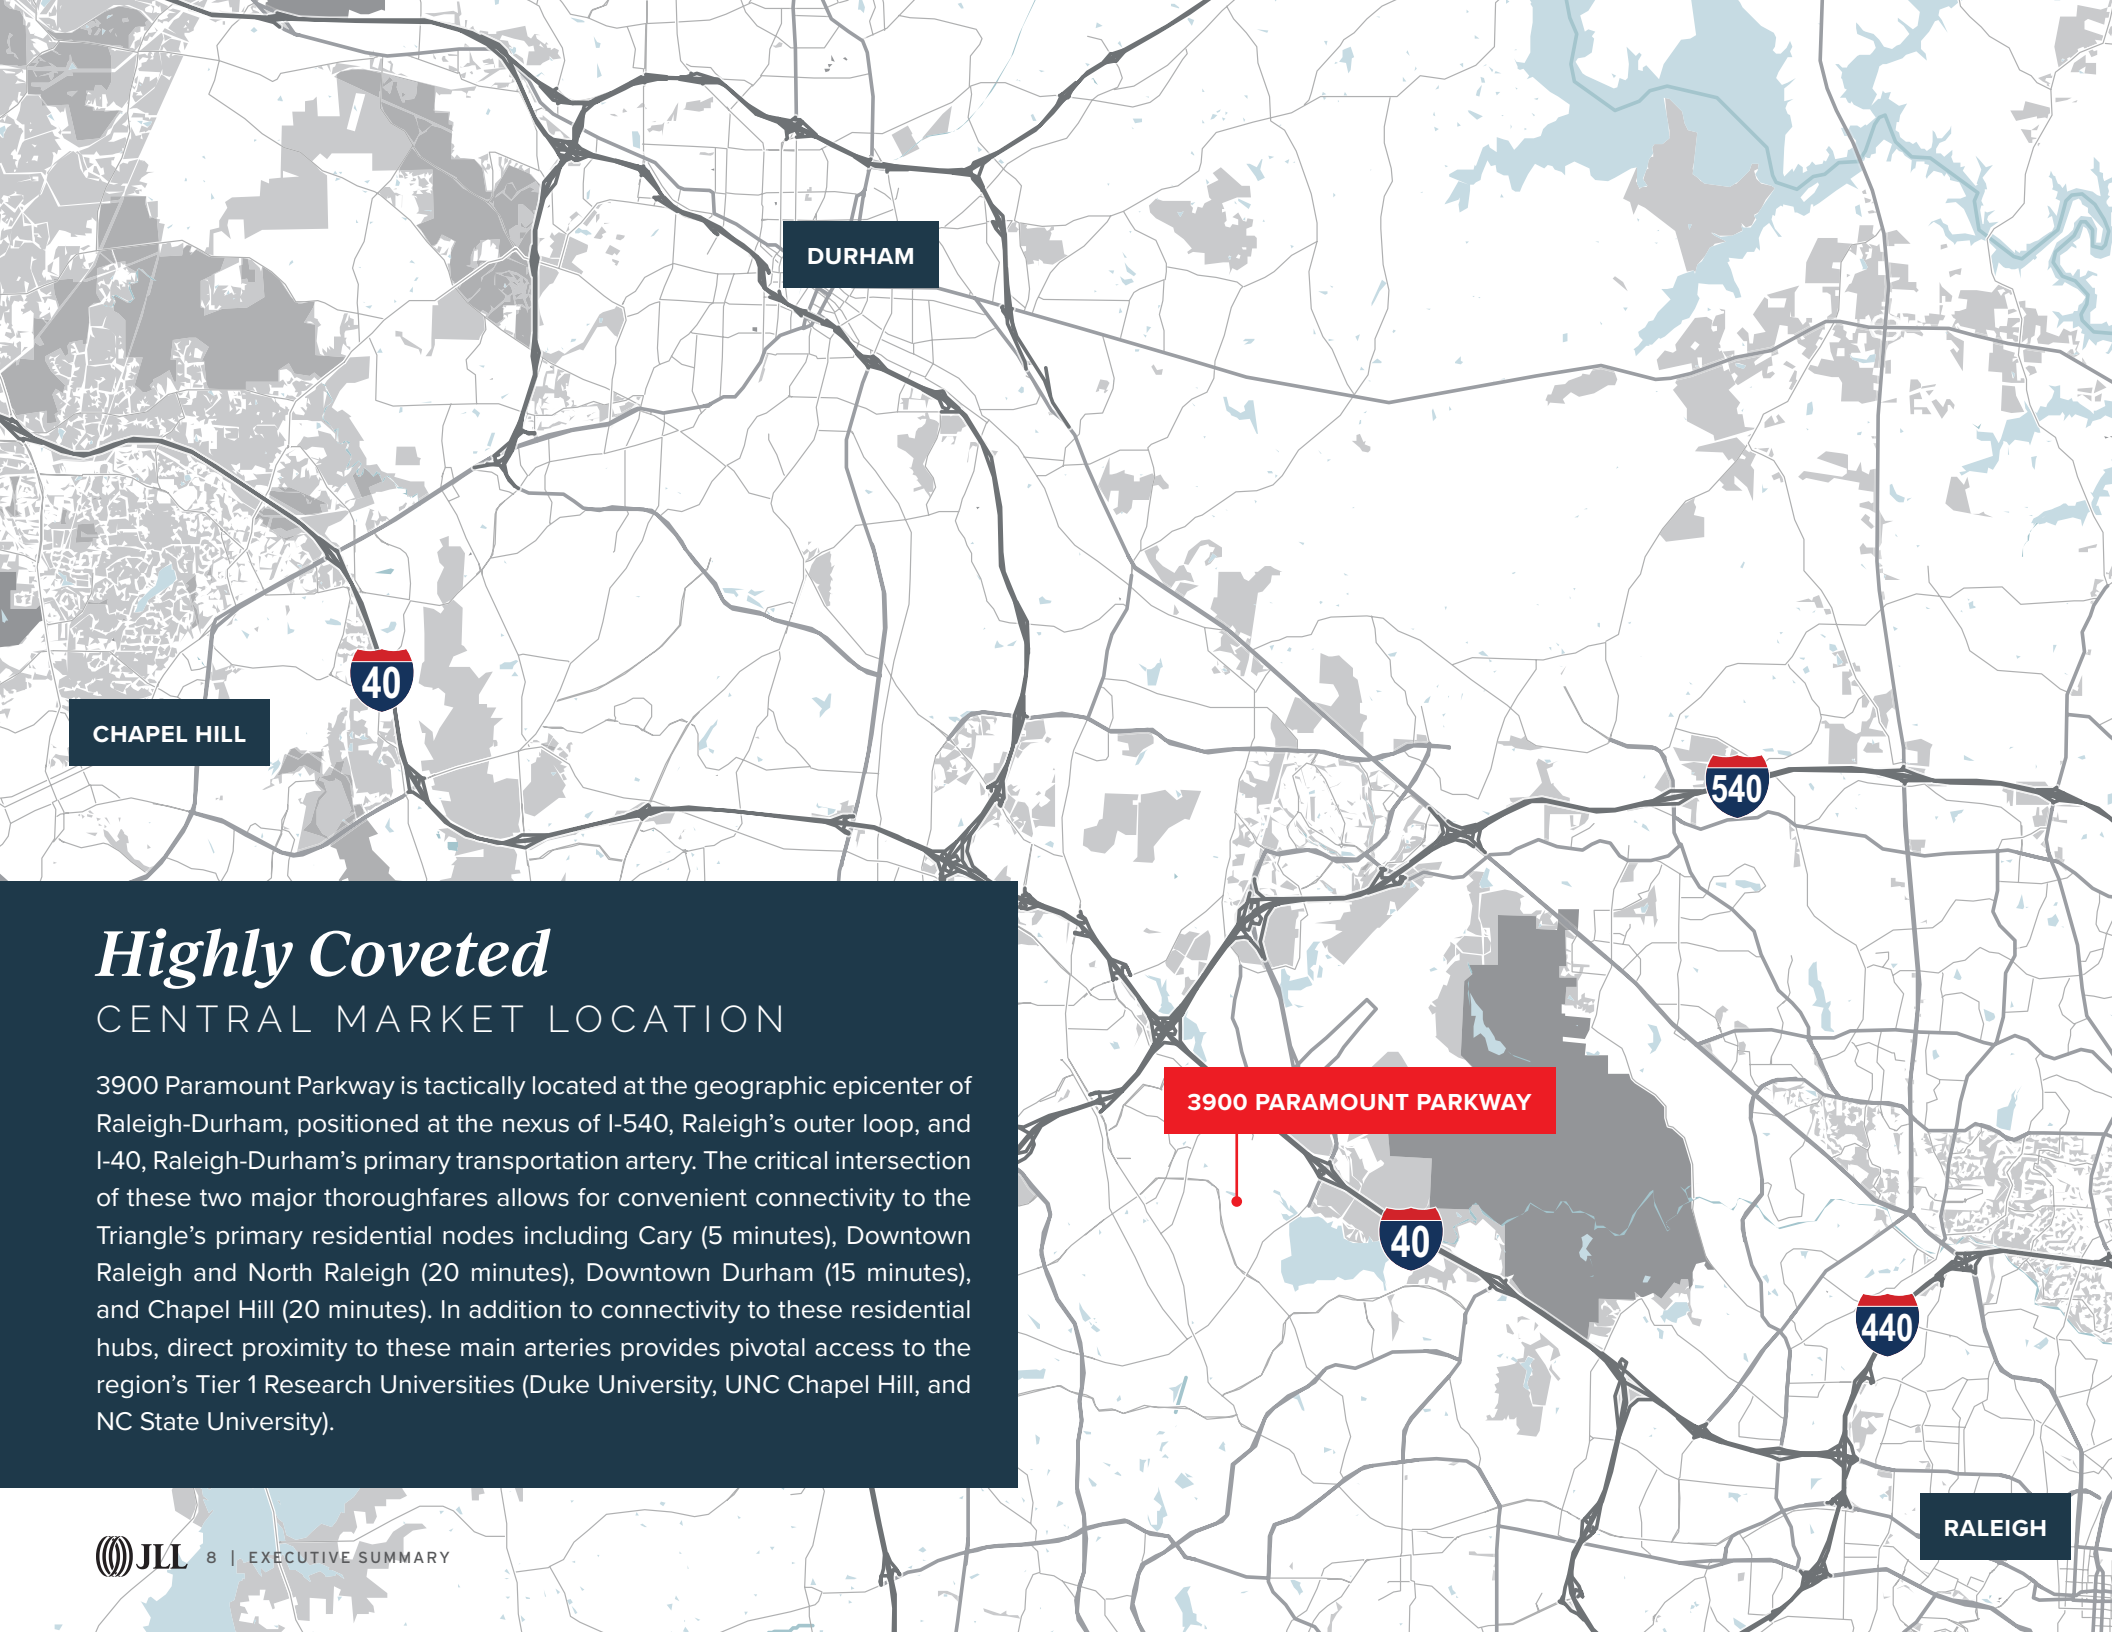 DURHAM
40
CHAPEL HILL
540
Highly Coveted
CENTRAL MARKET LOCATION
3900 Paramount Parkway is tactically located at the geographic epicenter of
Raleigh-Durham, positioned at the nexus of I-540, Raleigh’s outer loop, and
I-40, Raleigh-Durham’s primary transportation artery. The critical intersection
of these two major thoroughfares allows for convenient connectivity to the
Triangle’s primary residential nodes including Cary (5 minutes), Downtown
Raleigh and North Raleigh (20 minutes), Downtown Durham (15 minutes),
and Chapel Hill (20 minutes). In addition to connectivity to these residential
hubs, direct proximity to these main arteries provides pivotal access to the
region’s Tier 1 Research Universities (Duke University, UNC Chapel Hill, and
NC State University).
3900 PARAMOUNT PARKWAY
40
440
RALEIGH
JLL 8 | EXECUTIVE SUMMARY